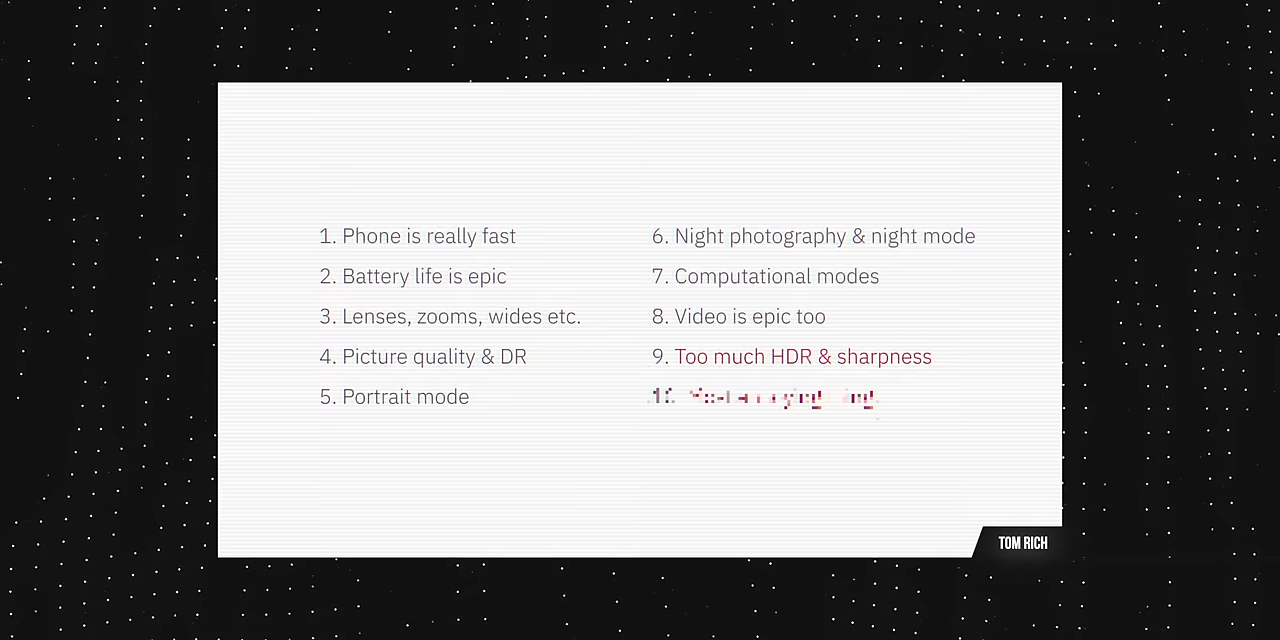 1. Phone is really fast
2. Battery life is epic
3. Lenses, zooms, wides etc.
4. Picture quality & DR
5. Portrait mode
6. Night photography & night mode
7. Computational modes
8. Video is epic too
9. Too much HDR & sharpness
10.
TOM RICH